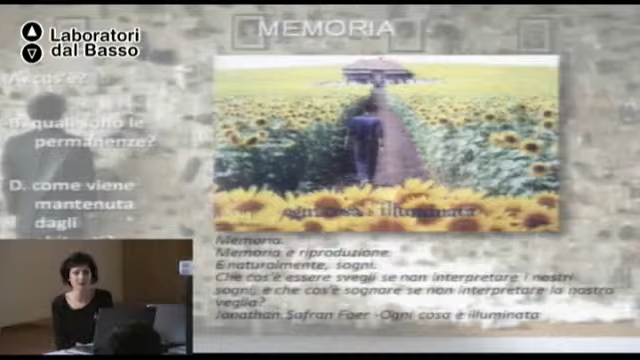 Laboratori
dal Basso
MEMORIA
A. cos'è?
B. quali sono le
permanenze?
D. come viene
mantenuta
dagli
ogni cosa è illuminata
Memoria.
Memoria è riproduzione.
E naturalmente, sogni.
Che cos'è essere svegli se non interpretare i nostri
sogni, e che cos'è sognare se non interpretare la nostra
veglia?
Jonathan Safran Foer -Ogni cosa è illuminata